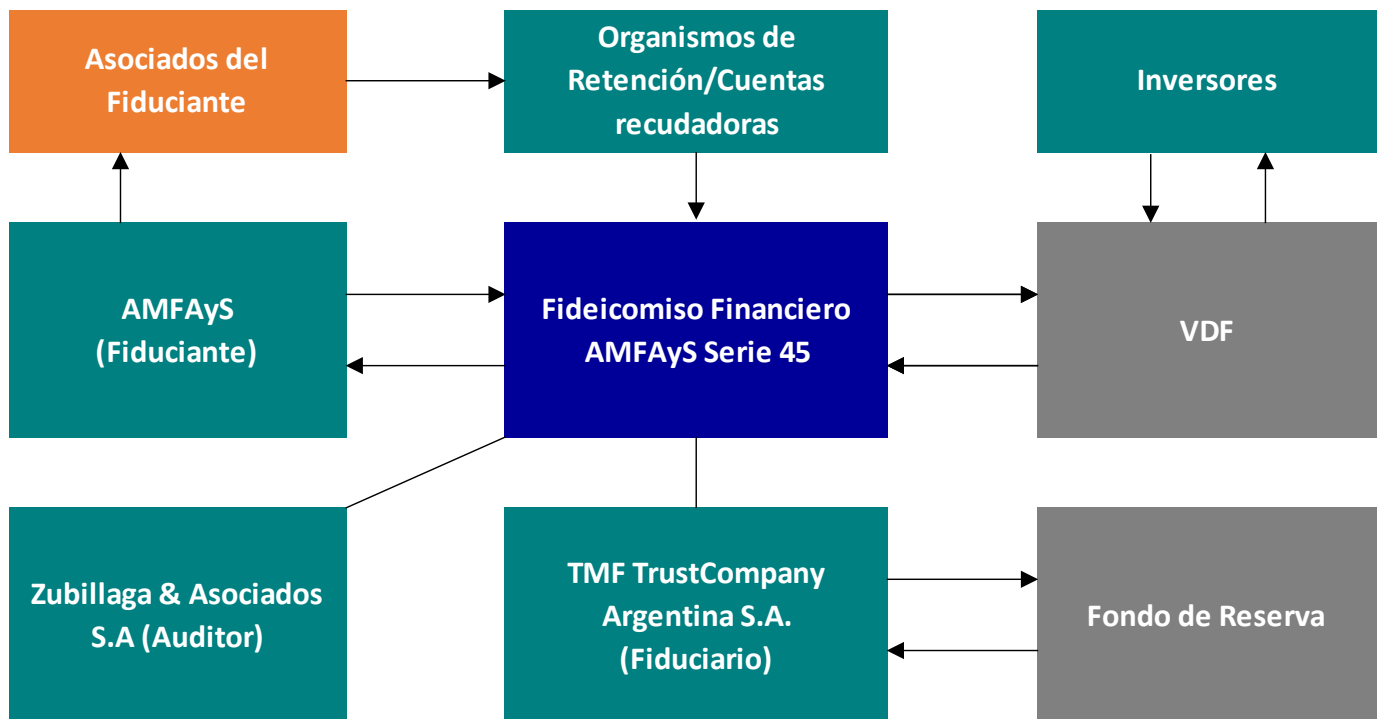 Asociados del
Fiduciante
Organismos de
Retención/Cuentas
recudadoras
Inversores
AMFAyS
(Fiduciante)
Fideicomiso Financiero
AMFAyS Serie 45
VDF
Zubillaga & Asociados
S.A (Auditor)
TMF TrustCompany
Argentina S.A.
(Fiduciario)
Fondo de Reserva